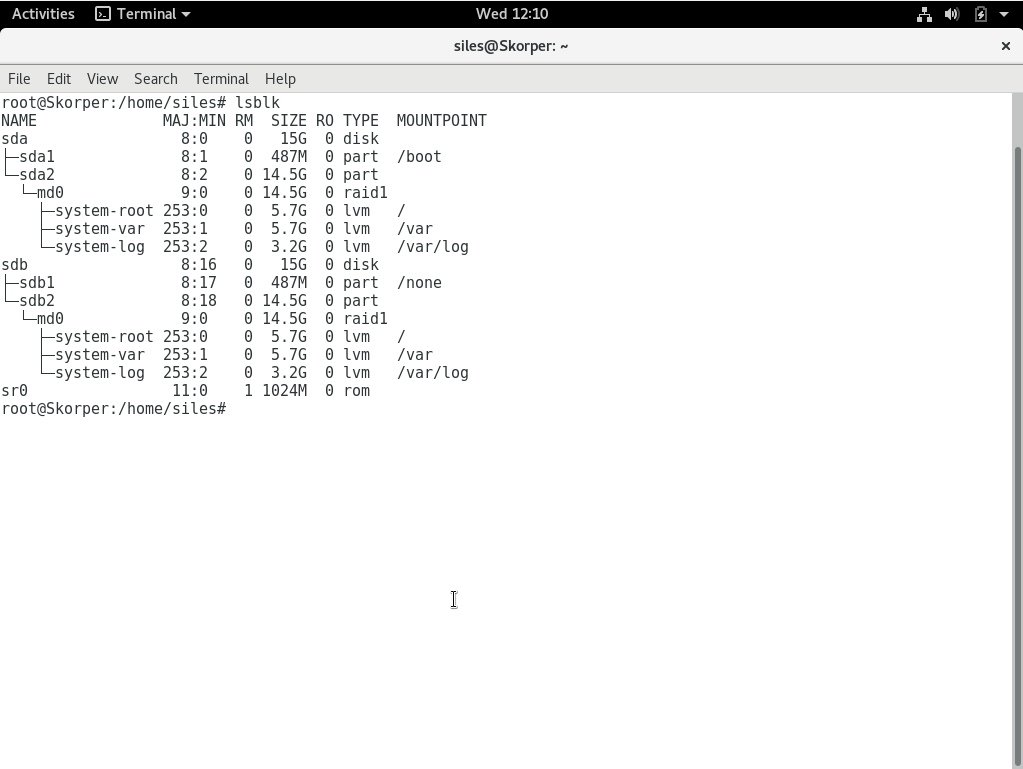 Activities Terminal Wed 12:10
siles@Skorper: ~ ×
File Edit View Search Terminal Help
root@Skorper:/home/siles# lsblk
NAME              MAJ:MIN RM  SIZE RO TYPE  MOUNTPOINT
sda                 8:0    0   15G  0 disk
├─sda1              8:1    0  487M  0 part  /boot
└─sda2              8:2    0 14.5G  0 part
  └─md0             9:0    0 14.5G  0 raid1
    ├─system-root 253:0    0  5.7G  0 lvm   /
    ├─system-var  253:1    0  5.7G  0 lvm   /var
    └─system-log  253:2    0  3.2G  0 lvm   /var/log
sdb                 8:16   0   15G  0 disk
├─sdb1              8:17   0  487M  0 part  /none
└─sdb2              8:18   0 14.5G  0 part
  └─md0             9:0    0 14.5G  0 raid1
    ├─system-root 253:0    0  5.7G  0 lvm   /
    ├─system-var  253:1    0  5.7G  0 lvm   /var
    └─system-log  253:2    0  3.2G  0 lvm   /var/log
sr0                11:0    1 1024M  0 rom
root@Skorper:/home/siles#